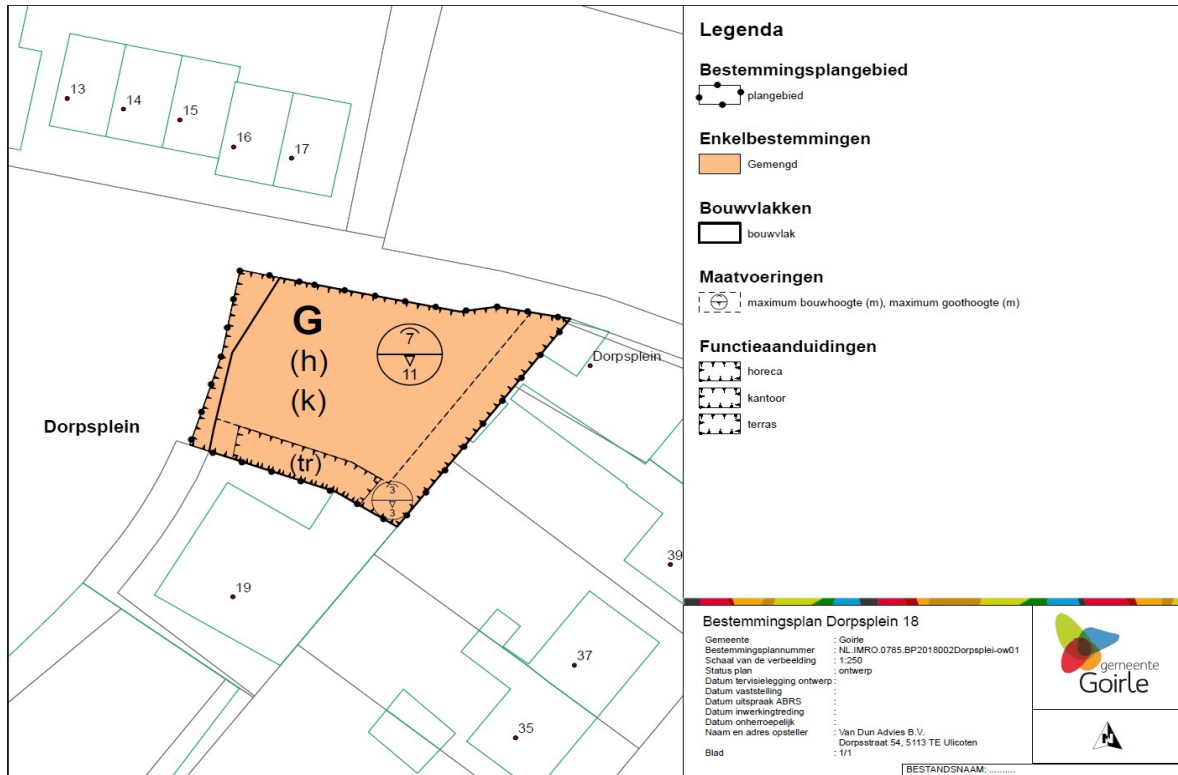 13
14
15
16
17
G
(h)
(k)
7
11
Dorpsplein
Dorpsplein
(tr)
3
3
39
19
37
35
Legenda
Bestemmingsplangebied
plangebied
Enkelbestemmingen
Gemengd
Bouwvlakken
bouwvlak
Maatvoeringen
maximum bouwhoogte (m), maximum goothoogte (m)
Functieaanduidingen
horeca
kantoor
terras
Bestemmingsplan Dorpsplein 18
Gemeente : Goirle
Bestemmingsplannummer : NL.IMRO.0785.BP2018002Dorpsplei-ow01
Schaal van de verbeelding : 1:250
Status plan : ontwerp
Datum tervisielegging ontwerp :
Datum vaststelling :
Datum uitspraak ABRS :
Datum inwerkingtreding :
Datum onherroepelijk :
Naam en adres opsteller : Van Dun Advies B.V.
Dorpsstraat 54, 5113 TE Ulicoten
Blad : 1/1
gemeente
Goirle
N
BESTANDSNAAM: .........